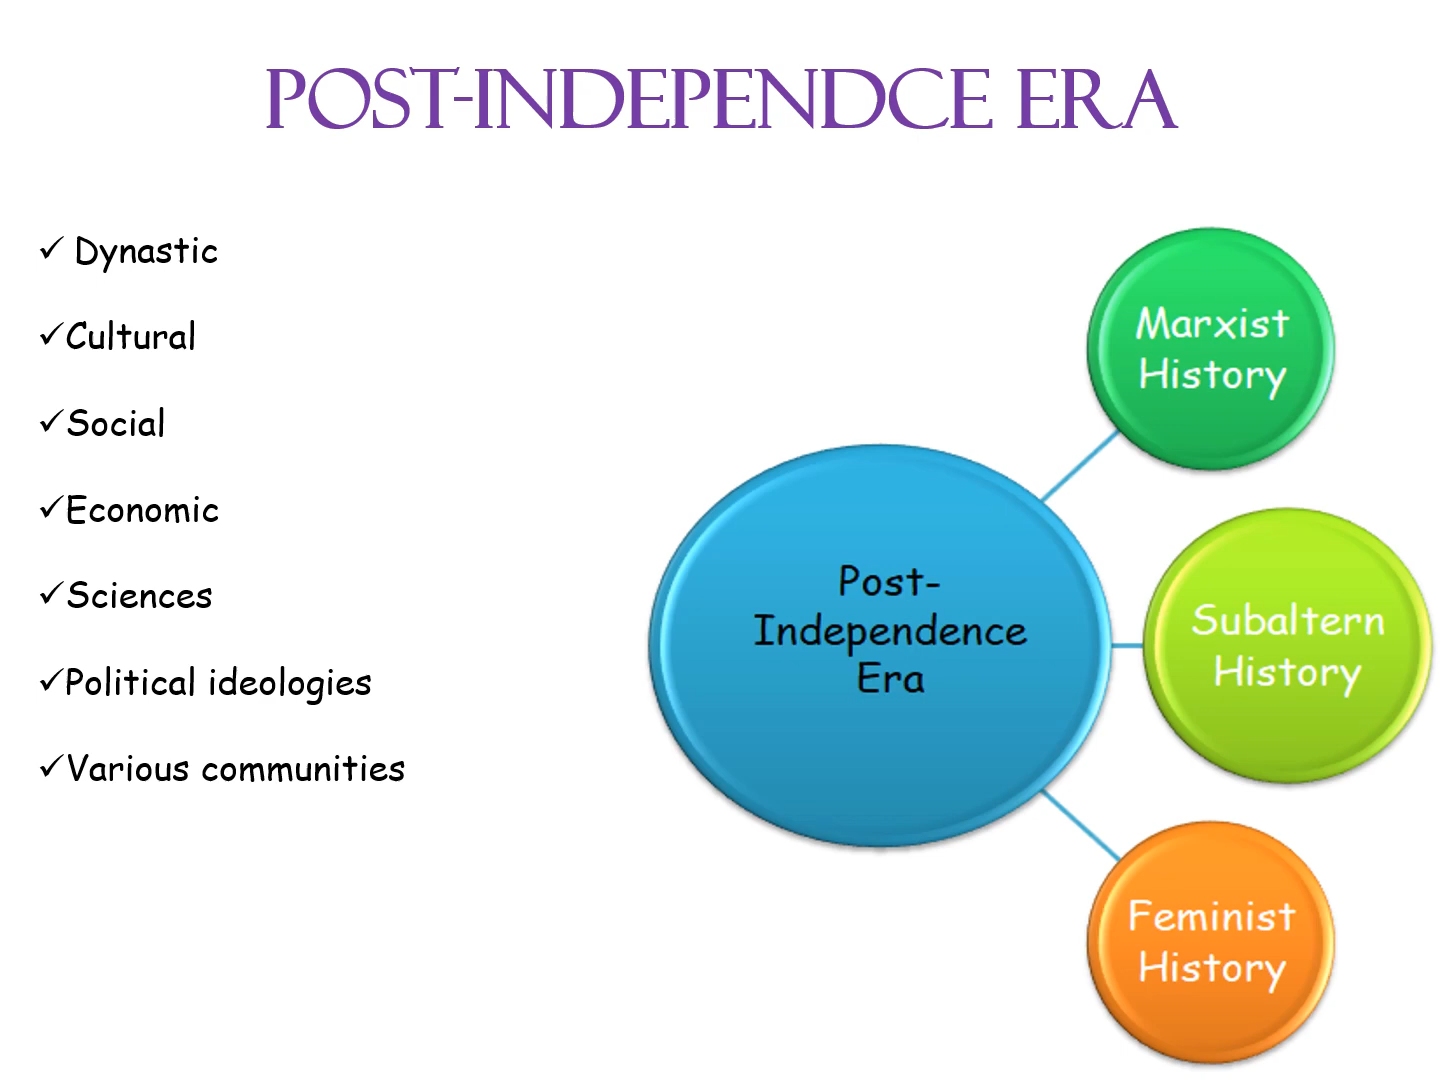 POST-INDEPENDCE ERA
✓ Dynastic
✓Cultural
✓Social
✓Economic
✓Sciences
✓Political ideologies
✓Various communities
Post-
Independence
Era
Marxist
History
Subaltern
History
Feminist
History